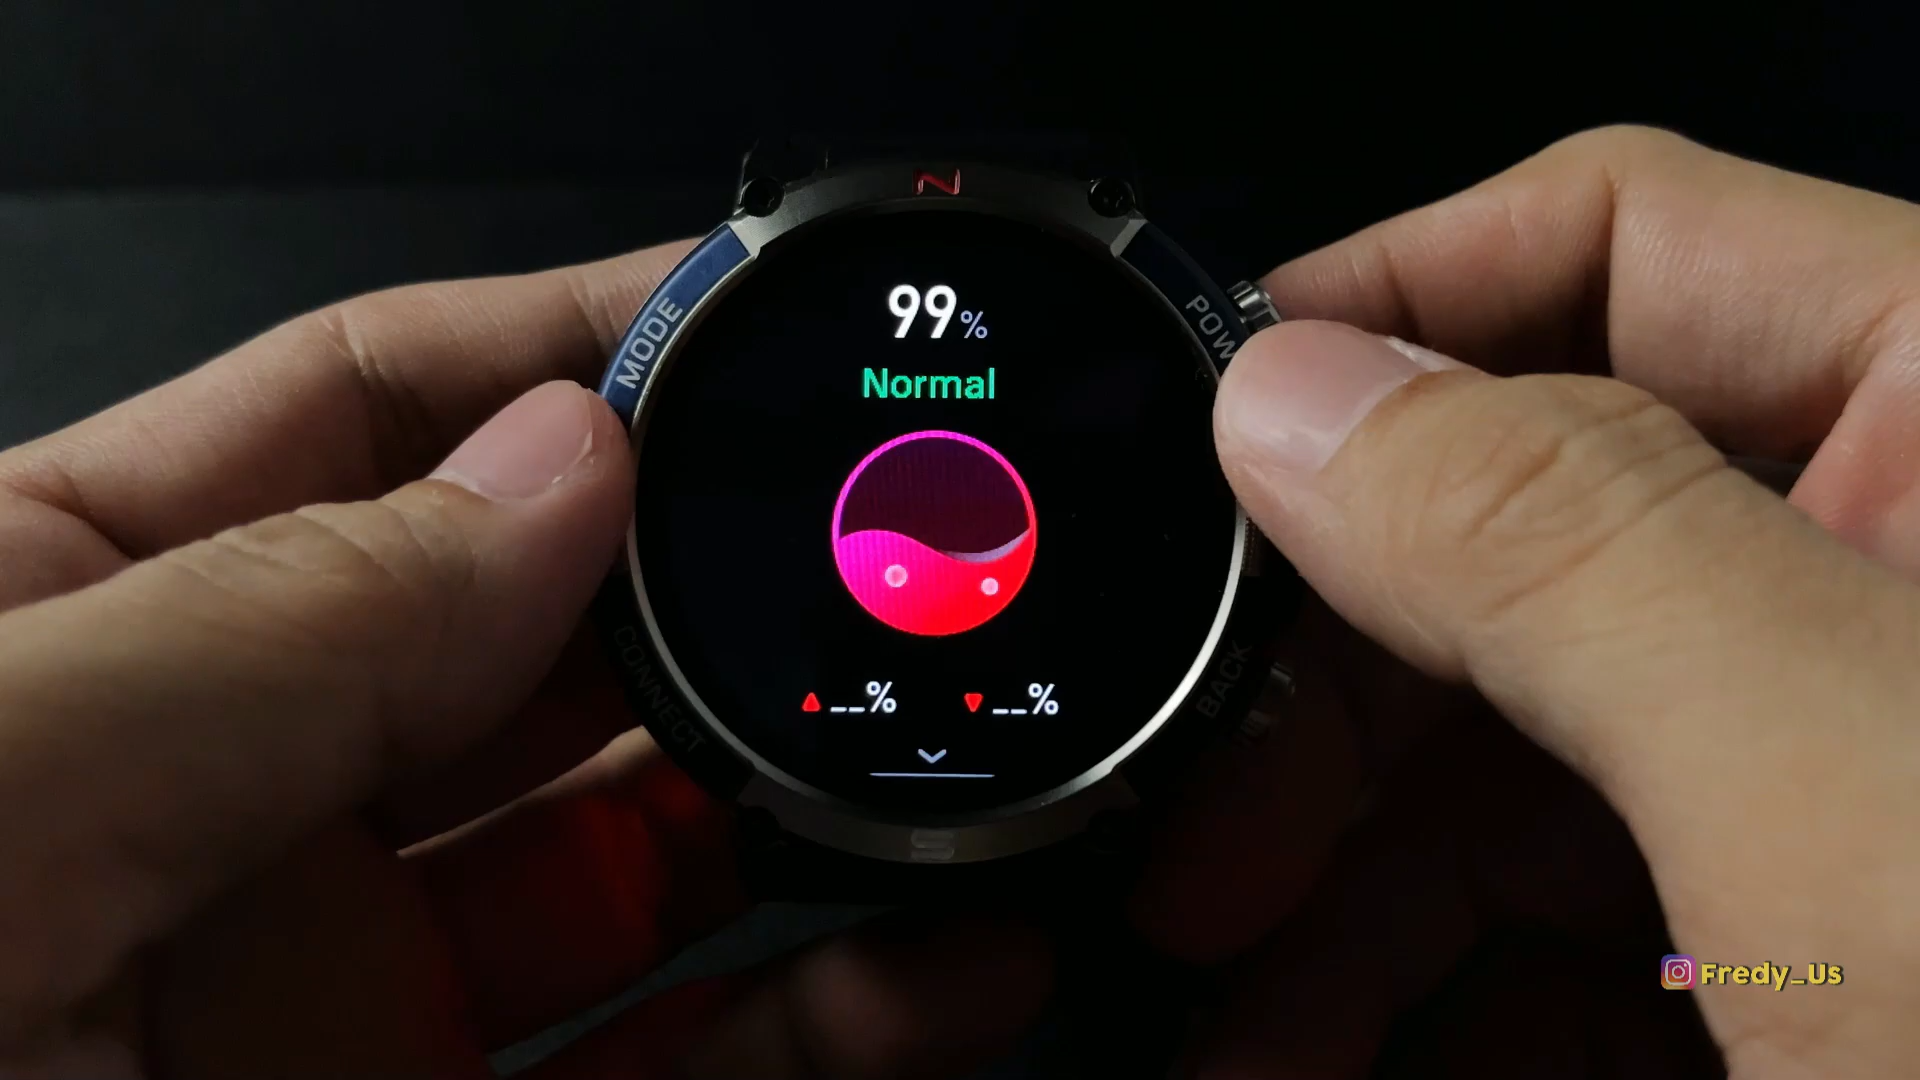 N
MODE
POW
99%
Normal
__% __%
CONNECT
BACK
S
Fredy_Us